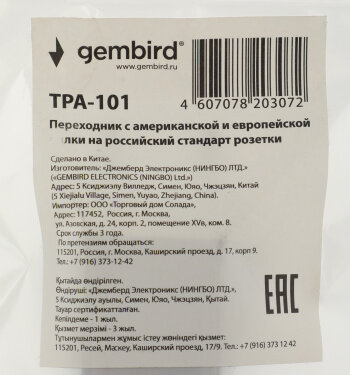 gembird
www.gembird.ru
4 607078 203072
TPA-101
Переходник с американской и европейской
лки на российский стандарт розетки
Сделано в Китае.
Изготовитель: «Джемберд Электроникс (НИНГБО) ЛТД.»
(«GEMBIRD ELECTRONICS (NINGBO) Ltd.»)
Адрес: 5 Ксиджиэлу Вилледж, Симен, Юяо, Чжэцзян, Китай
(5 Xiejialu Village, Simen, Yuyao, Zhejiang, China).
Импортер: ООО «Торговый дом Солада».
Адрес: 117452, Россия, г. Москва,
ул. Азовская, д. 24, корп. 2, помещение XVв, ком. 8.
Срок службы 3 года.
По претензиям обращаться:
115201, Россия, г. Москва, Каширский проезд, д. 17, корп 9.
Тел.: +7 (916) 373-12-42
EAC
Қытайда өндірілген.
Өндіруші: «Джемберд Электроникс (НИНГБО) ЛТД.»,
5 Ксиджиэлу ауылы, Симен, Юяо, Чжэцзян, Қытай.
Тауар сертификатталған.
Кепілдеме - 1 жыл.
Қызмет мерзімі - 3 жыл.
Тұтынушылармен жұмыс істеу жөніндегі қызмет:
115201, Ресей, Маскеу, Каширский проезд, 17/9. Тел.: +7 (916) 373 12 42